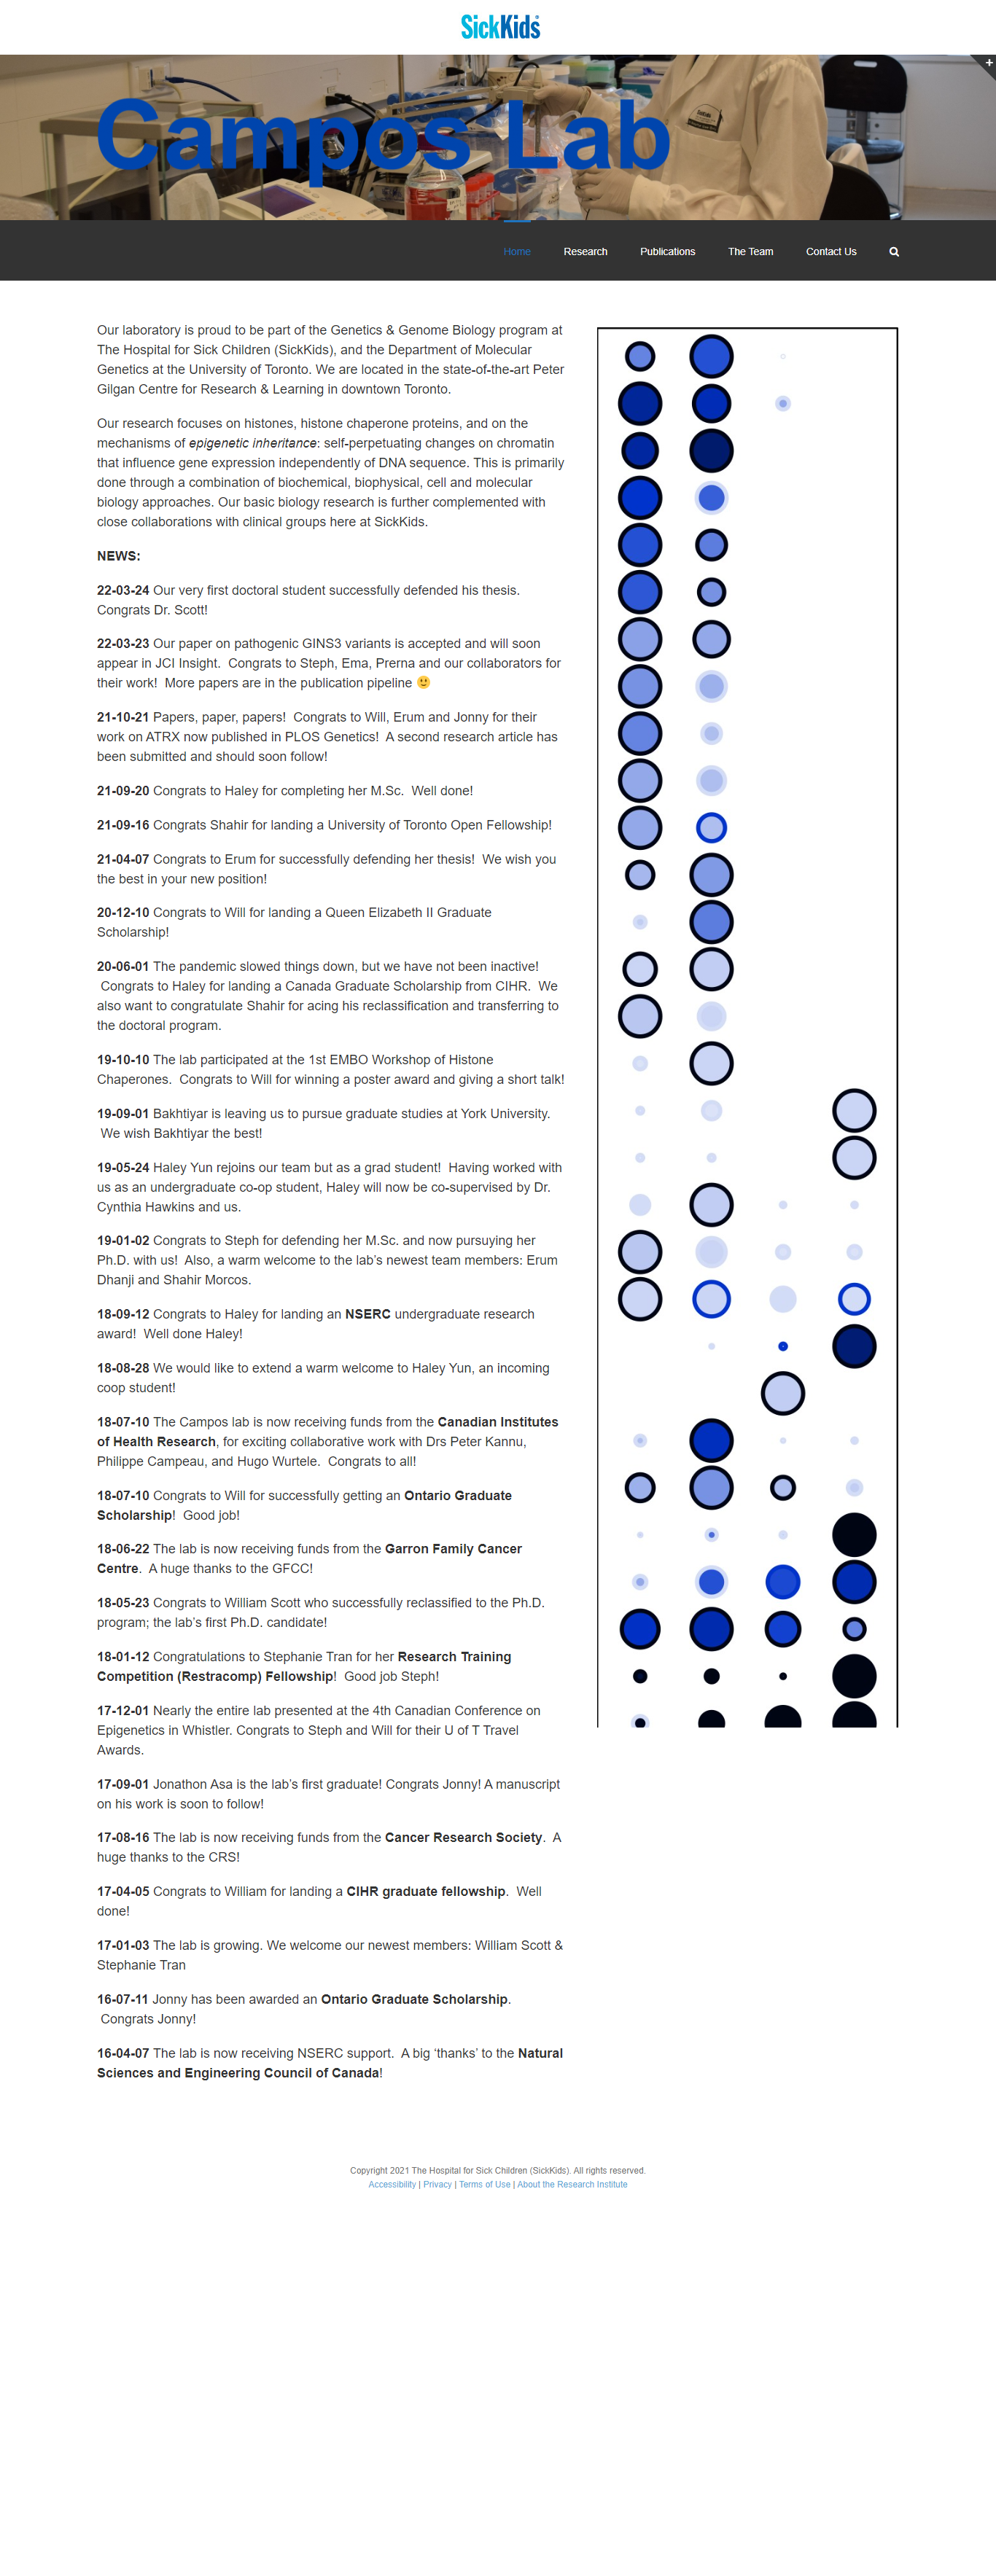 SickKids
Campos Lab
Home Research Publications The Team Contact Us
Our laboratory is proud to be part of the Genetics & Genome Biology program at
The Hospital for Sick Children (SickKids), and the Department of Molecular
Genetics at the University of Toronto. We are located in the state-of-the-art Peter
Gilgan Centre for Research & Learning in downtown Toronto.
Our research focuses on histones, histone chaperone proteins, and on the
mechanisms of epigenetic inheritance: self-perpetuating changes on chromatin
that influence gene expression independently of DNA sequence. This is primarily
done through a combination of biochemical, biophysical, cell and molecular
biology approaches. Our basic biology research is further complemented with
close collaborations with clinical groups here at SickKids.
NEWS:
22-03-24 Our very first doctoral student successfully defended his thesis.
Congrats Dr. Scott!
22-03-23 Our paper on pathogenic GINS3 variants is accepted and will soon
appear in JCI Insight.  Congrats to Steph, Ema, Prerna and our collaborators for
their work!  More papers are in the publication pipeline 🙂
21-10-21 Papers, paper, papers!  Congrats to Will, Erum and Jonny for their
work on ATRX now published in PLOS Genetics!  A second research article has
been submitted and should soon follow!
21-09-20 Congrats to Haley for completing her M.Sc.  Well done!
21-09-16 Congrats Shahir for landing a University of Toronto Open Fellowship!
21-04-07 Congrats to Erum for successfully defending her thesis!  We wish you
the best in your new position!
20-12-10 Congrats to Will for landing a Queen Elizabeth II Graduate
Scholarship!
20-06-01 The pandemic slowed things down, but we have not been inactive!
Congrats to Haley for landing a Canada Graduate Scholarship from CIHR.  We
also want to congratulate Shahir for acing his reclassification and transferring to
the doctoral program.
19-10-10 The lab participated at the 1st EMBO Workshop of Histone
Chaperones.  Congrats to Will for winning a poster award and giving a short talk!
19-09-01 Bakhtiyar is leaving us to pursue graduate studies at York University.
We wish Bakhtiyar the best!
19-05-24 Haley Yun rejoins our team but as a grad student!  Having worked with
us as an undergraduate co-op student, Haley will now be co-supervised by Dr.
Cynthia Hawkins and us.
19-01-02 Congrats to Steph for defending her M.Sc. and now pursuying her
Ph.D. with us!  Also, a warm welcome to the lab's newest team members: Erum
Dhanji and Shahir Morcos.
18-09-12 Congrats to Haley for landing an NSERC undergraduate research
award!  Well done Haley!
18-08-28 We would like to extend a warm welcome to Haley Yun, an incoming
coop student!
18-07-10 The Campos lab is now receiving funds from the Canadian Institutes
of Health Research, for exciting collaborative work with Drs Peter Kannu,
Philippe Campeau, and Hugo Wurtele.  Congrats to all!
18-07-10 Congrats to Will for successfully getting an Ontario Graduate
Scholarship!  Good job!
18-06-22 The lab is now receiving funds from the Garron Family Cancer
Centre.  A huge thanks to the GFCC!
18-05-23 Congrats to William Scott who successfully reclassified to the Ph.D.
program; the lab's first Ph.D. candidate!
18-01-12 Congratulations to Stephanie Tran for her Research Training
Competition (Restracomp) Fellowship!  Good job Steph!
17-12-01 Nearly the entire lab presented at the 4th Canadian Conference on
Epigenetics in Whistler. Congrats to Steph and Will for their U of T Travel
Awards.
17-09-01 Jonathon Asa is the lab's first graduate! Congrats Jonny! A manuscript
on his work is soon to follow!
17-08-16 The lab is now receiving funds from the Cancer Research Society.  A
huge thanks to the CRS!
17-04-05 Congrats to William for landing a CIHR graduate fellowship.  Well
done!
17-01-03 The lab is growing. We welcome our newest members: William Scott &
Stephanie Tran
16-07-11 Jonny has been awarded an Ontario Graduate Scholarship.
Congrats Jonny!
16-04-07 The lab is now receiving NSERC support.  A big 'thanks' to the Natural
Sciences and Engineering Council of Canada!
Copyright 2021 The Hospital for Sick Children (SickKids). All rights reserved.
Accessibility | Privacy | Terms of Use | About the Research Institute